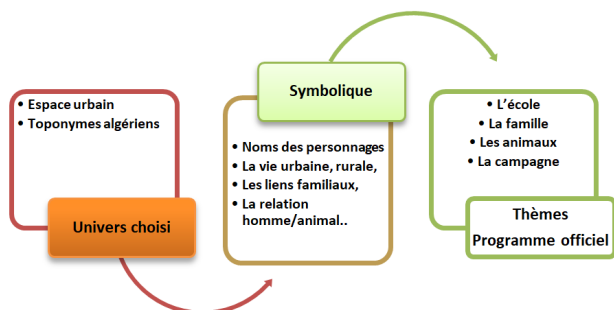 • Espace urbain
• Toponymes algériens
Univers choisi
Symbolique
• Noms des personnages
• La vie urbaine, rurale,
• Les liens familiaux,
• La relation
homme/animal..
• L'école
• La famille
• Les animaux
• La campagne
Thèmes
Programme officiel